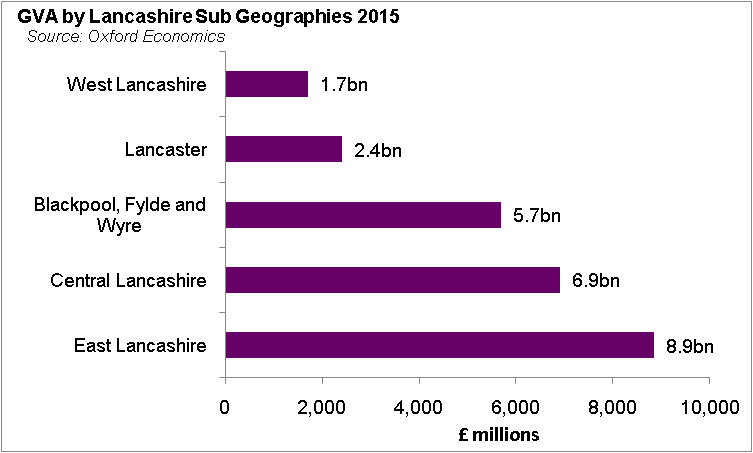 GVA by Lancashire Sub Geographies 2015
Source: Oxford Economics
West Lancashire
1.7bn
Lancaster
2.4bn
Blackpool, Fylde and
Wyre
5.7bn
Central Lancashire
6.9bn
East Lancashire
8.9bn
0 2,000 4,000 6,000 8,000 10,000
£ millions